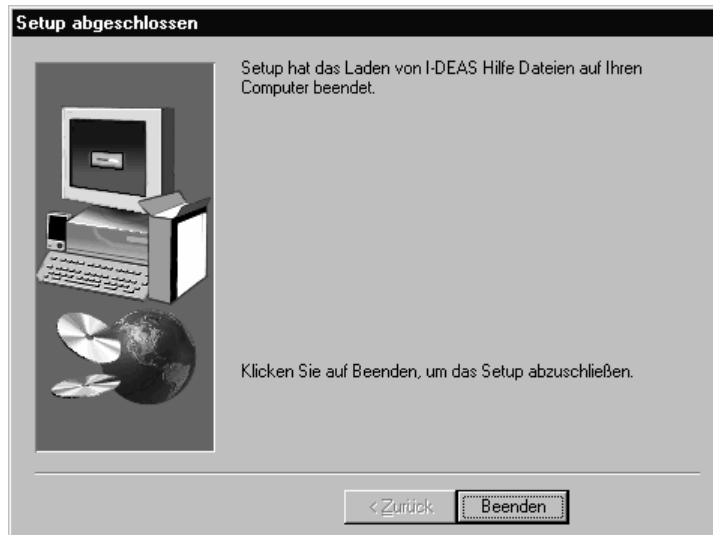 Setup abgeschlossen
Setup hat das Laden von I-DEAS Hilfe Dateien auf Ihren
Computer beendet.
Klicken Sie auf Beenden, um das Setup abzuschließen.
< Zurück
Beenden